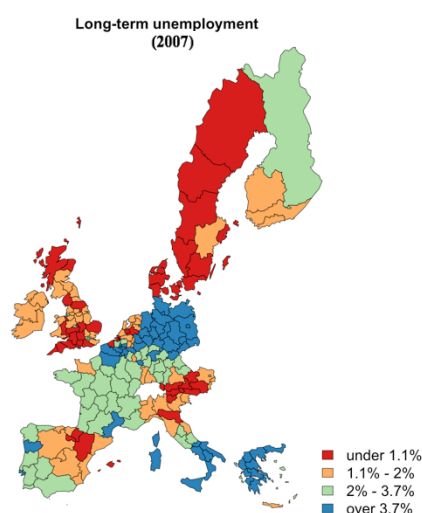 Long-term unemployment
(2007)
under 1.1%
1.1% - 2%
2% - 3.7%
over 3.7%